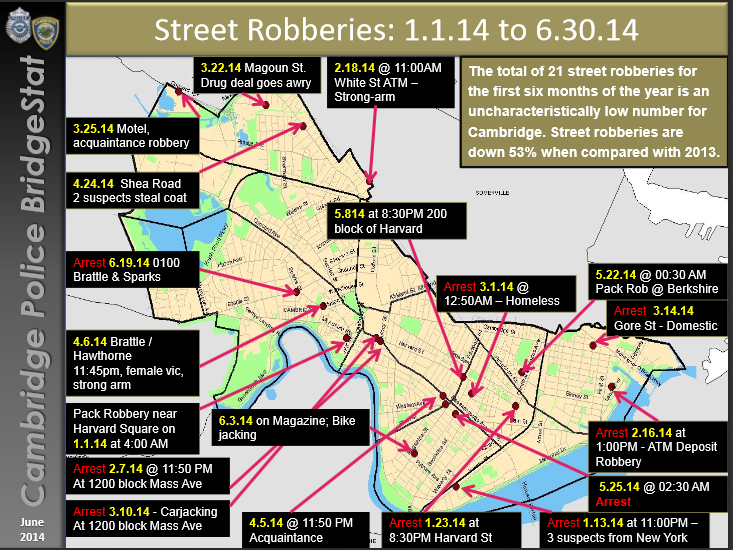 Street Robberies: 1.1.14 to 6.30.14
Cambridge Police BridgeStat
June
2014
3.22.14 Magoun St.
Drug deal goes awry
2.18.14 @ 11:00AM
White St ATM –
Strong-arm
The total of 21 street robberies for
the first six months of the year is an
uncharacteristically low number for
Cambridge. Street robberies are
down 53% when compared with 2013.
3.25.14 Motel,
acquaintance robbery
4.24.14 Shea Road
2 suspects steal coat
SOMERVILLE
5.814 at 8:30PM 200
block of Harvard
Arrest 6.19.14 0100
Brattle & Sparks
Arrest 3.1.14 @
12:50AM – Homeless
5.22.14 @ 00:30 AM
Pack Rob @ Berkshire
Arrest 3.14.14
Gore St - Domestic
4.6.14 Brattle /
Hawthorne
11:45pm, female vic,
strong arm
Pack Robbery near
Harvard Square on
1.1.14 at 4:00 AM
6.3.14 on Magazine; Bike
jacking
Arrest 2.16.14 at
1:00PM - ATM Deposit
Robbery
Arrest 2.7.14 @ 11:50 PM
At 1200 block Mass Ave
5.25.14 @ 02:30 AM
Arrest
Arrest 3.10.14 - Carjacking
At 1200 block Mass Ave
4.5.14 @ 11:50 PM
Acquaintance
Arrest 1.23.14 at
8:30PM Harvard St
Arrest 1.13.14 at 11:00PM –
3 suspects from New York